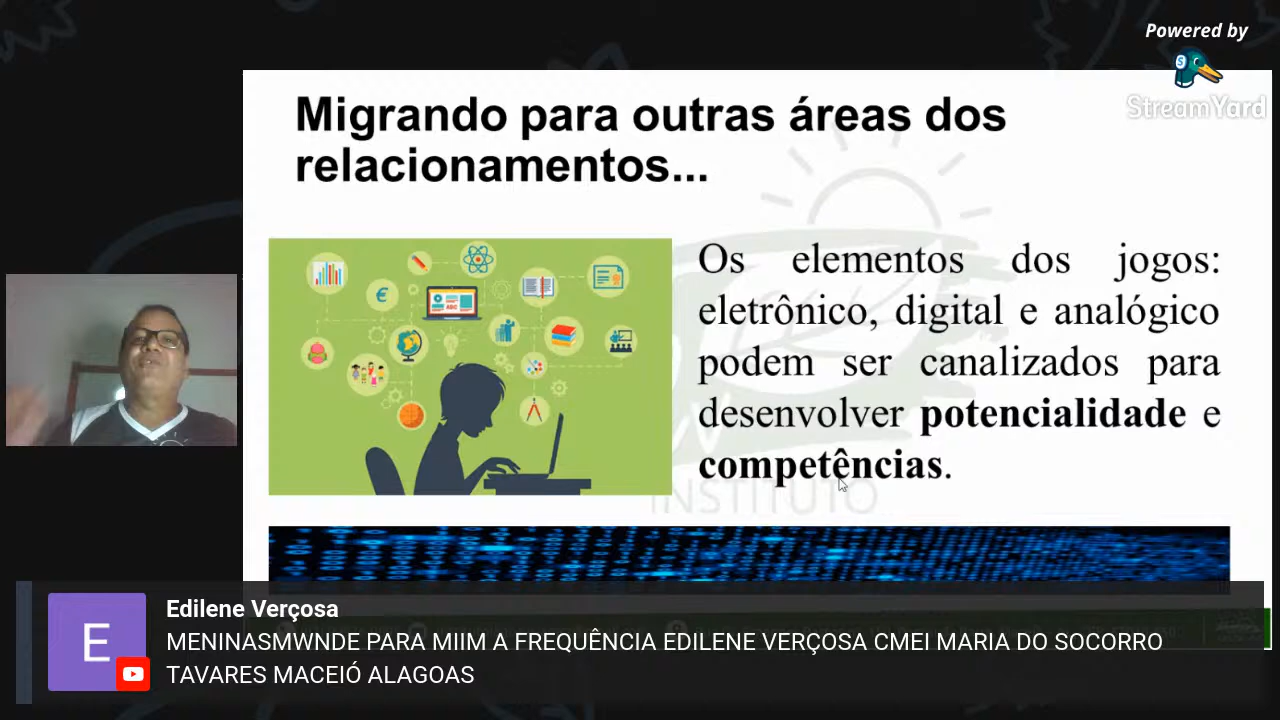 Powered by
StreamYard
Migrando para outras áreas dos
relacionamentos...
Os elementos dos jogos:
eletrônico, digital e analógico
podem ser canalizados para
desenvolver potencialidade e
competências.
INSTITUTO
E
Edilene Verçosa
MENINASMWNDE PARA MIIM A FREQUÊNCIA EDILENE VERÇOSA CMEI MARIA DO SOCORRO
TAVARES MACEIÓ ALAGOAS